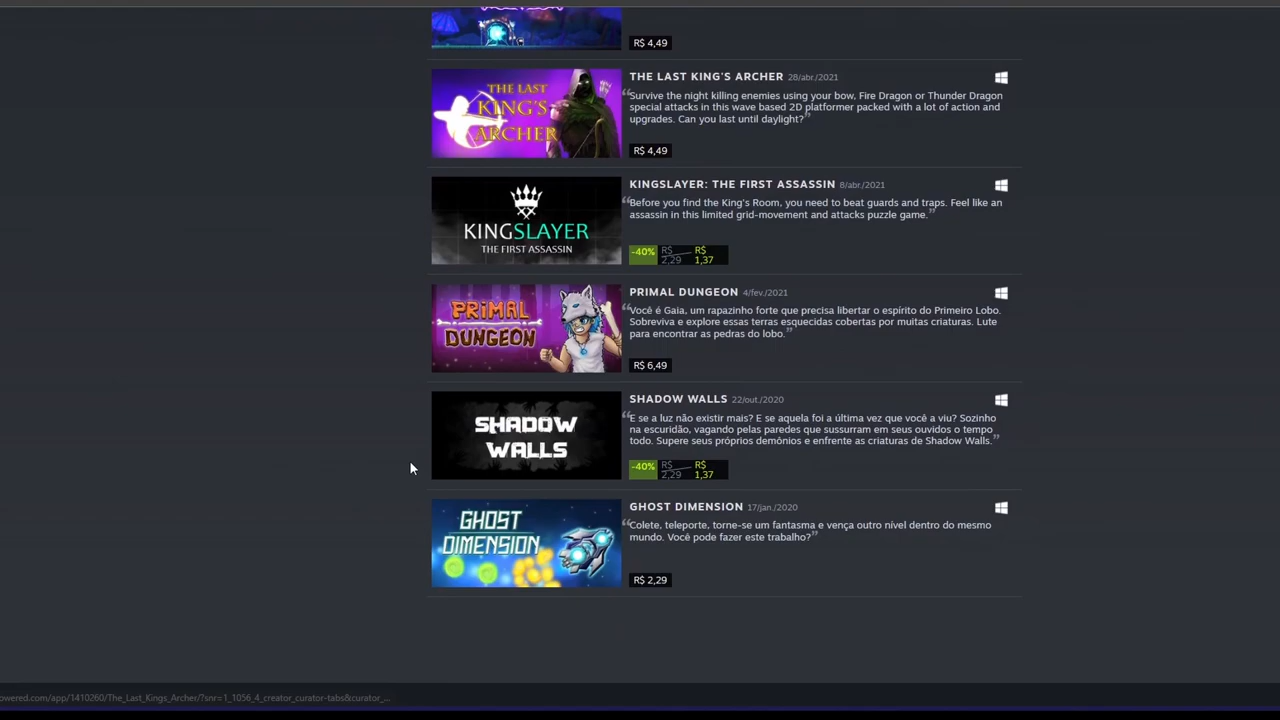 R$ 4,49
THE LAST KING'S ARCHER
THE LAST KING'S ARCHER 28/abr./2021
“Survive the night killing enemies using your bow, Fire Dragon or Thunder Dragon
special attacks in this wave based 2D platformer packed with a lot of action and
upgrades. Can you last until daylight?”
R$ 4,49
KINGSLAYER
THE FIRST ASSASSIN
KINGSLAYER: THE FIRST ASSASSIN 8/abr./2021
“Before you find the King's Room, you need to beat guards and traps. Feel like an
assassin in this limited grid-movement and attacks puzzle game.”
-40% R$ 2,29 R$ 1,37
PRIMAL
DUNGEON
PRIMAL DUNGEON 4/fev./2021
“Você é Gaia, um rapazinho forte que precisa libertar o espírito do Primeiro Lobo.
Sobreviva e explore essas terras esquecidas cobertas por muitas criaturas. Lute
para encontrar as pedras do lobo.”
R$ 6,49
SHADOW
WALLS
SHADOW WALLS 22/out./2020
“E se a luz não existir mais? E se aquela foi a última vez que você a viu? Sozinho
na escuridão, vagando pelas paredes que sussurram em seus ouvidos o tempo
todo. Supere seus próprios demônios e enfrente as criaturas de Shadow Walls.”
-40% R$ 2,29 R$ 1,37
GHOST
DIMENSION
GHOST DIMENSION 17/jan./2020
“Colete, teleporte, torne-se um fantasma e vença outro nível dentro do mesmo
mundo. Você pode fazer este trabalho?”
R$ 2,29
owered.com/app/1410260/The_Last_Kings_Archer/?snr=1_1056_4_creator_curator-tabs&curator_...